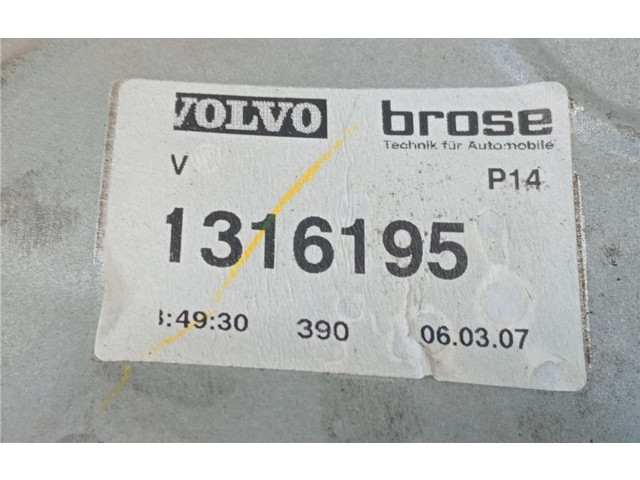 VOLVO brose
Technik für Automobile
V P14
1316195
:49:30 390 06.03.07